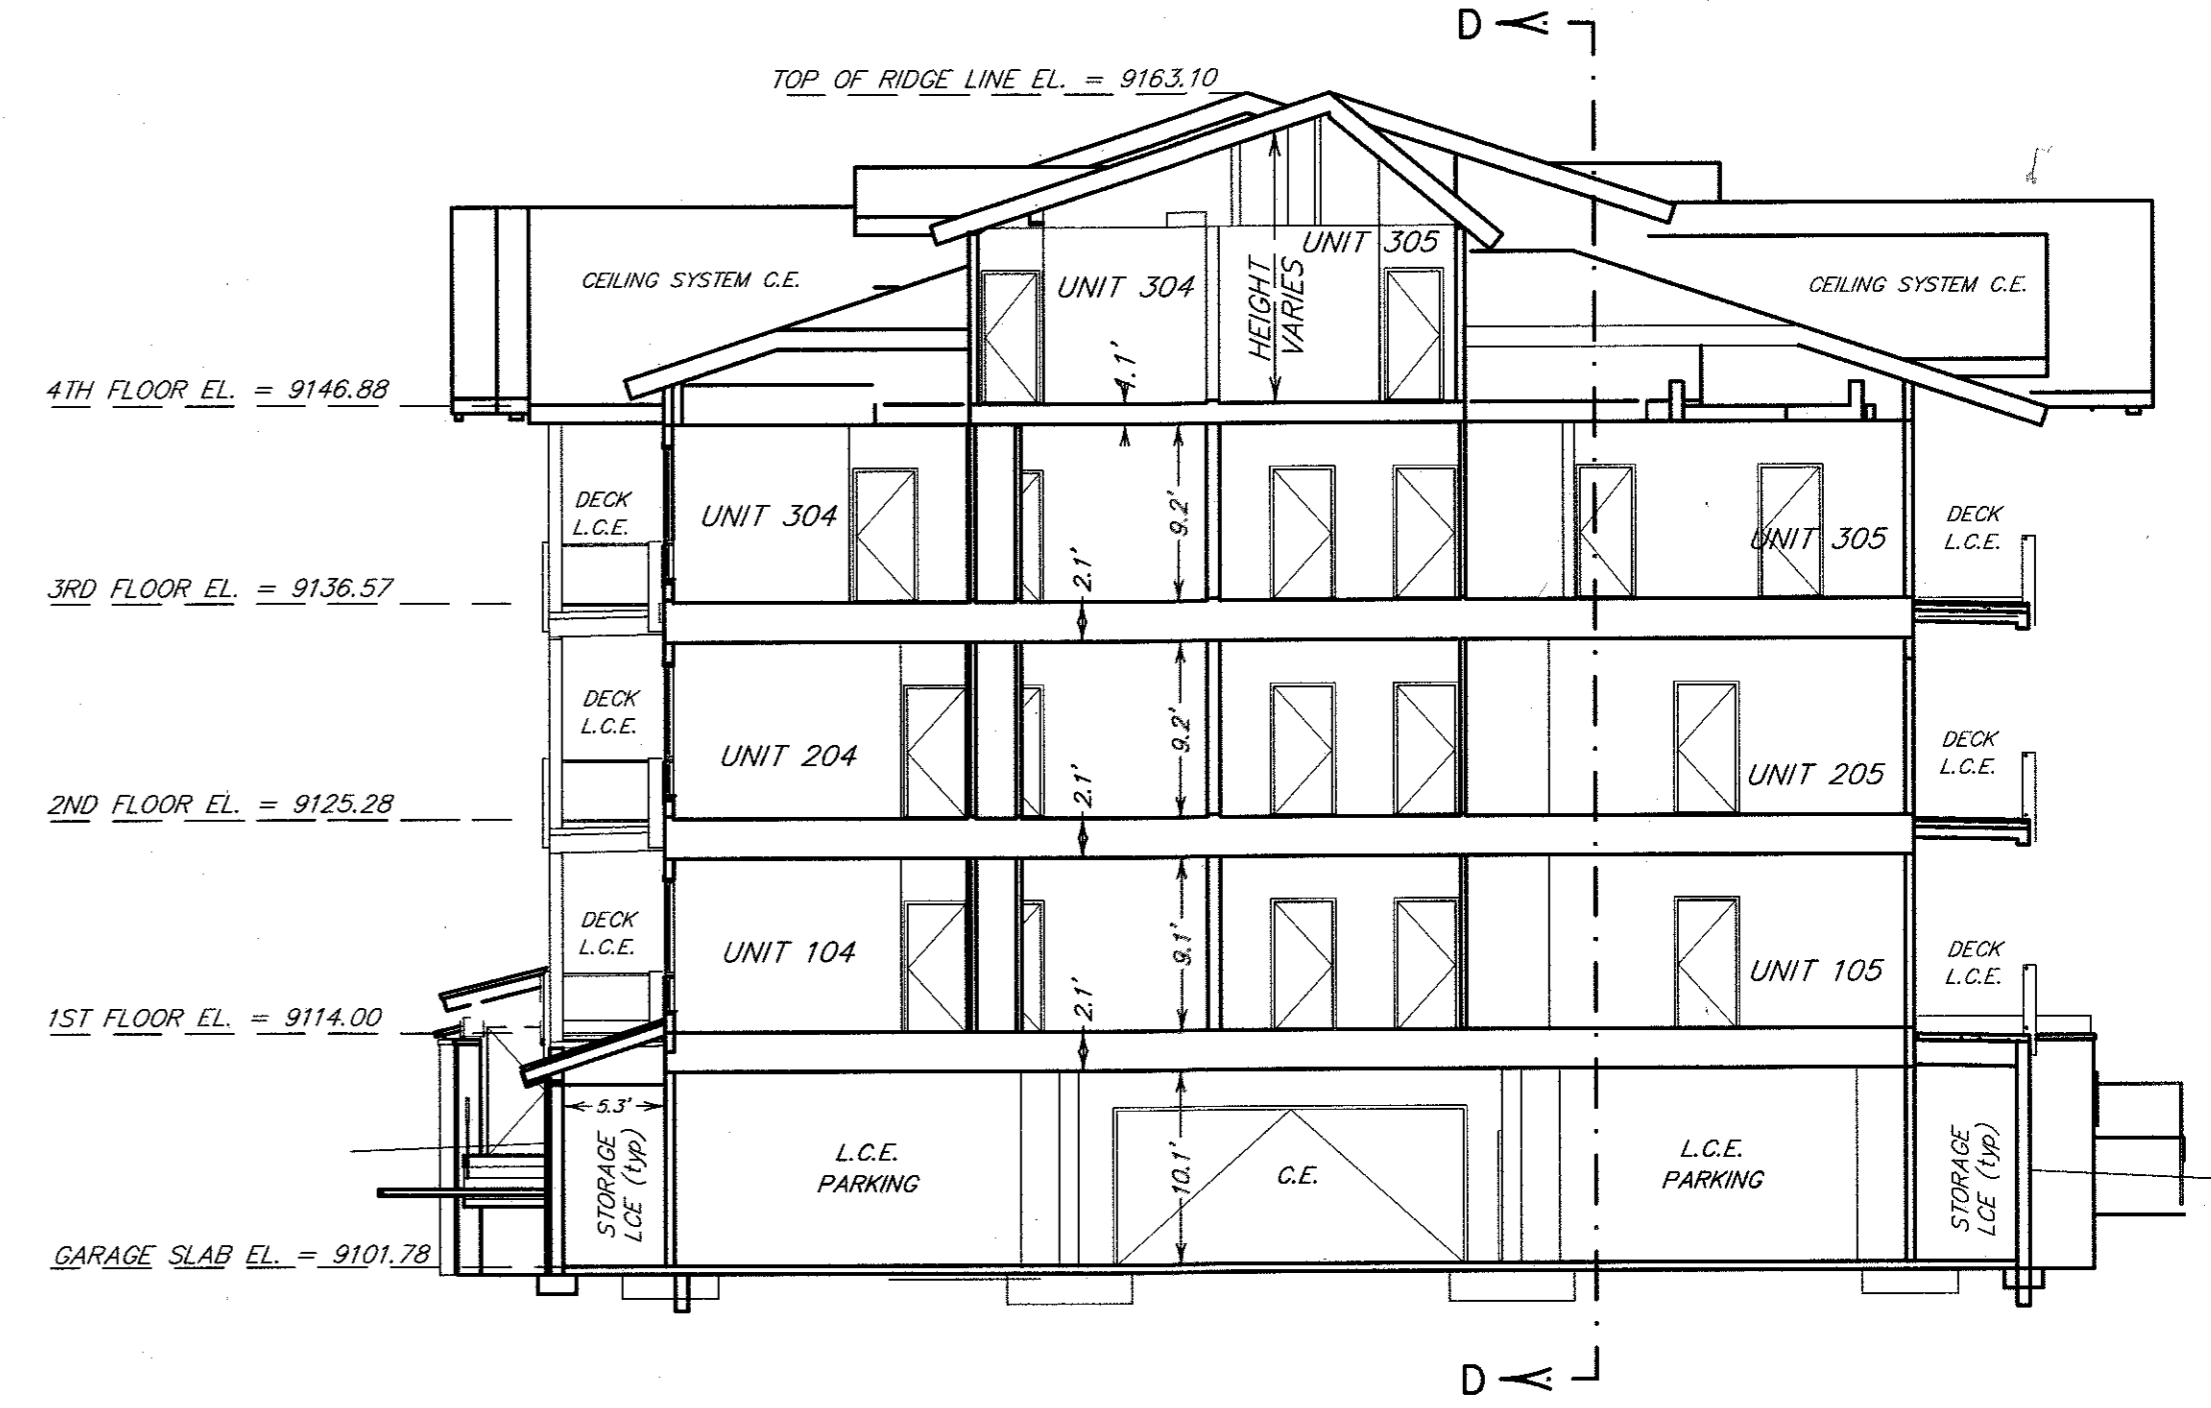 D
TOP OF RIDGE LINE EL. = 9163.10
UNIT 305
CEILING SYSTEM C.E.
UNIT 304
HEIGHT
VARIES
CEILING SYSTEM C.E.
4TH FLOOR EL. = 9146.88
DECK
L.C.E.
UNIT 304
9.2'
UNIT 305
DECK
L.C.E.
3RD FLOOR EL. = 9136.57
2.1'
DECK
L.C.E.
UNIT 204
9.2'
UNIT 205
DECK
L.C.E.
2ND FLOOR EL. = 9125.28
2.1'
DECK
L.C.E.
UNIT 104
9.1'
UNIT 105
DECK
L.C.E.
1ST FLOOR EL. = 9114.00
2.1'
5.3'
STORAGE
LCE (typ)
L.C.E.
PARKING
10.1'
C.E.
L.C.E.
PARKING
STORAGE
LCE (typ)
GARAGE SLAB EL. = 9101.78
D